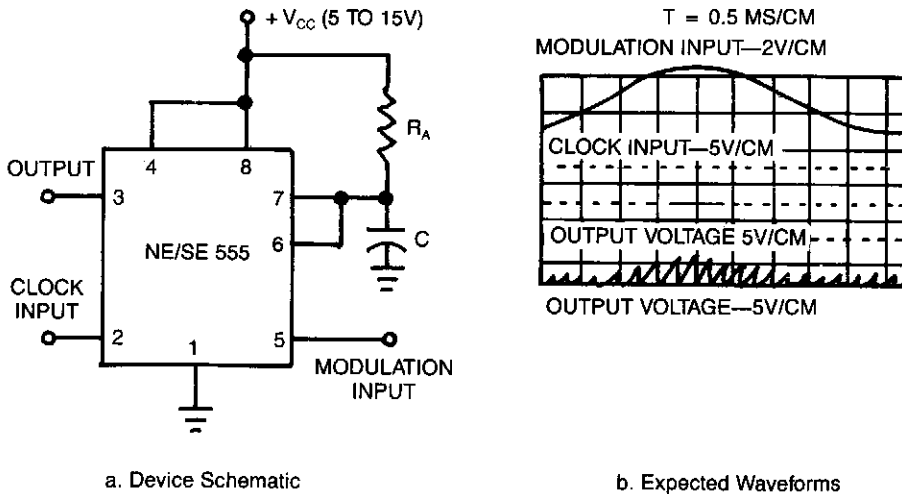 + VCC (5 TO 15V)
RA
4
8
OUTPUT
3
7
NE/SE 555
6
C
CLOCK
INPUT
2
1
5
MODULATION
INPUT
a. Device Schematic
T = 0.5 MS/CM
MODULATION INPUT—2V/CM
CLOCK INPUT—5V/CM
OUTPUT VOLTAGE 5V/CM
OUTPUT VOLTAGE—5V/CM
b. Expected Waveforms